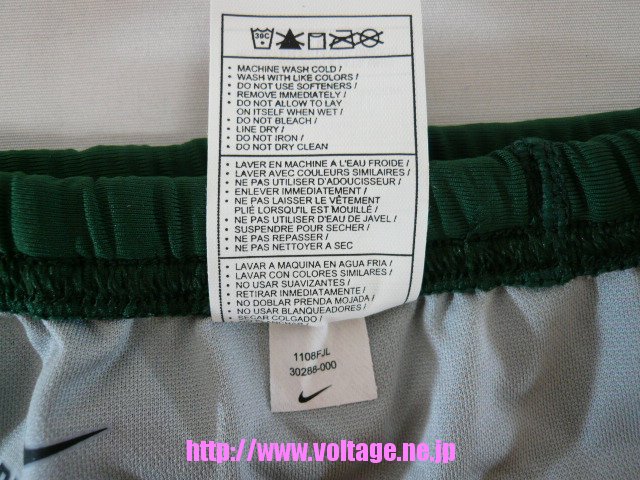 30C
• MACHINE WASH COLD /
• WASH WITH LIKE COLORS /
• DO NOT USE SOFTENERS /
• REMOVE IMMEDIATELY /
• DO NOT ALLOW TO LAY
ON ITSELF WHEN WET /
• DO NOT BLEACH /
• LINE DRY /
• DO NOT IRON /
• DO NOT DRY CLEAN
• LAVER EN MACHINE À L'EAU FROIDE /
• LAVER AVEC COULEURS SIMILAIRES /
• NE PAS UTILISER D'ADOUCISSEUR /
• ENLEVER IMMÉDIATEMENT /
• NE PAS LAISSER LE VÊTEMENT
PLIÉ LORSQU'IL EST MOUILLÉ /
• NE PAS UTILISER D'EAU DE JAVEL /
• SUSPENDRE POUR SECHER /
• NE PAS REPASSER /
• NE PAS NETTOYER A SEC
• LAVAR A MAQUINA EN AGUA FRIA /
• LAVAR CON COLORES SIMILARES /
• NO USAR SUAVIZANTES /
• RETIRAR INMEDIATAMENTE /
• NO DOBLAR PRENDA MOJADA /
• NO USAR BLANQUEADORES /
• SECAR COLGADO /
1108FJL
30288-000
http://www.voltage.ne.jp